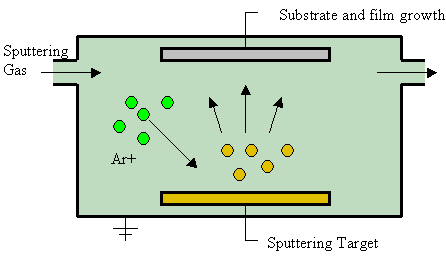 Substrate and film growth
Sputtering
Gas
Ar+
Sputtering Target